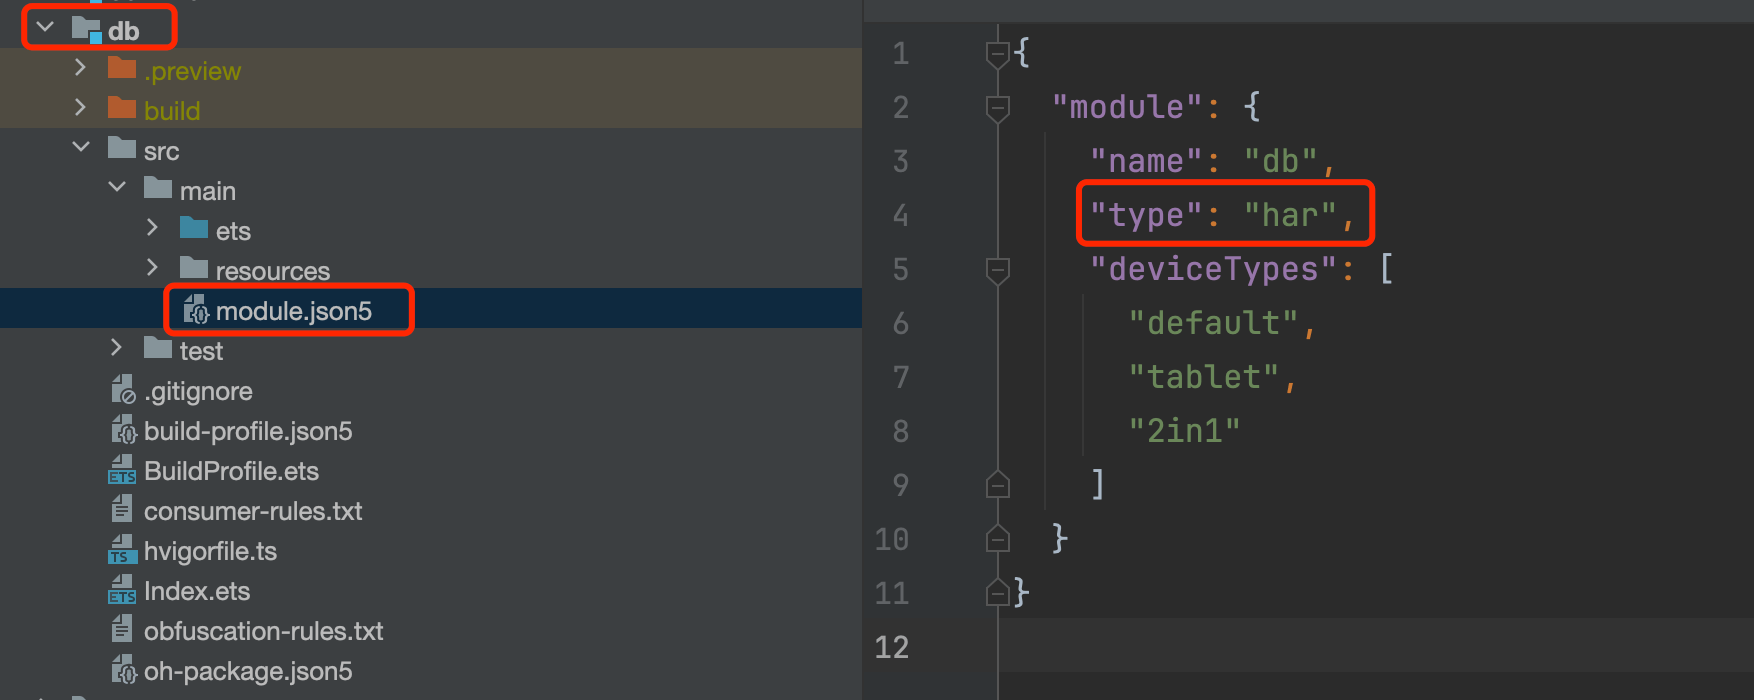 db
.preview
build
src
main
ets
resources
module.json5
test
.gitignore
build-profile.json5
BuildProfile.ets
consumer-rules.txt
hvigorfile.ts
Index.ets
obfuscation-rules.txt
oh-package.json5
1 {
2 "module": {
3 "name": "db",
4 "type": "har",
5 "deviceTypes": [
6 "default",
7 "tablet",
8 "2in1"
9 ]
10 }
11 }
12